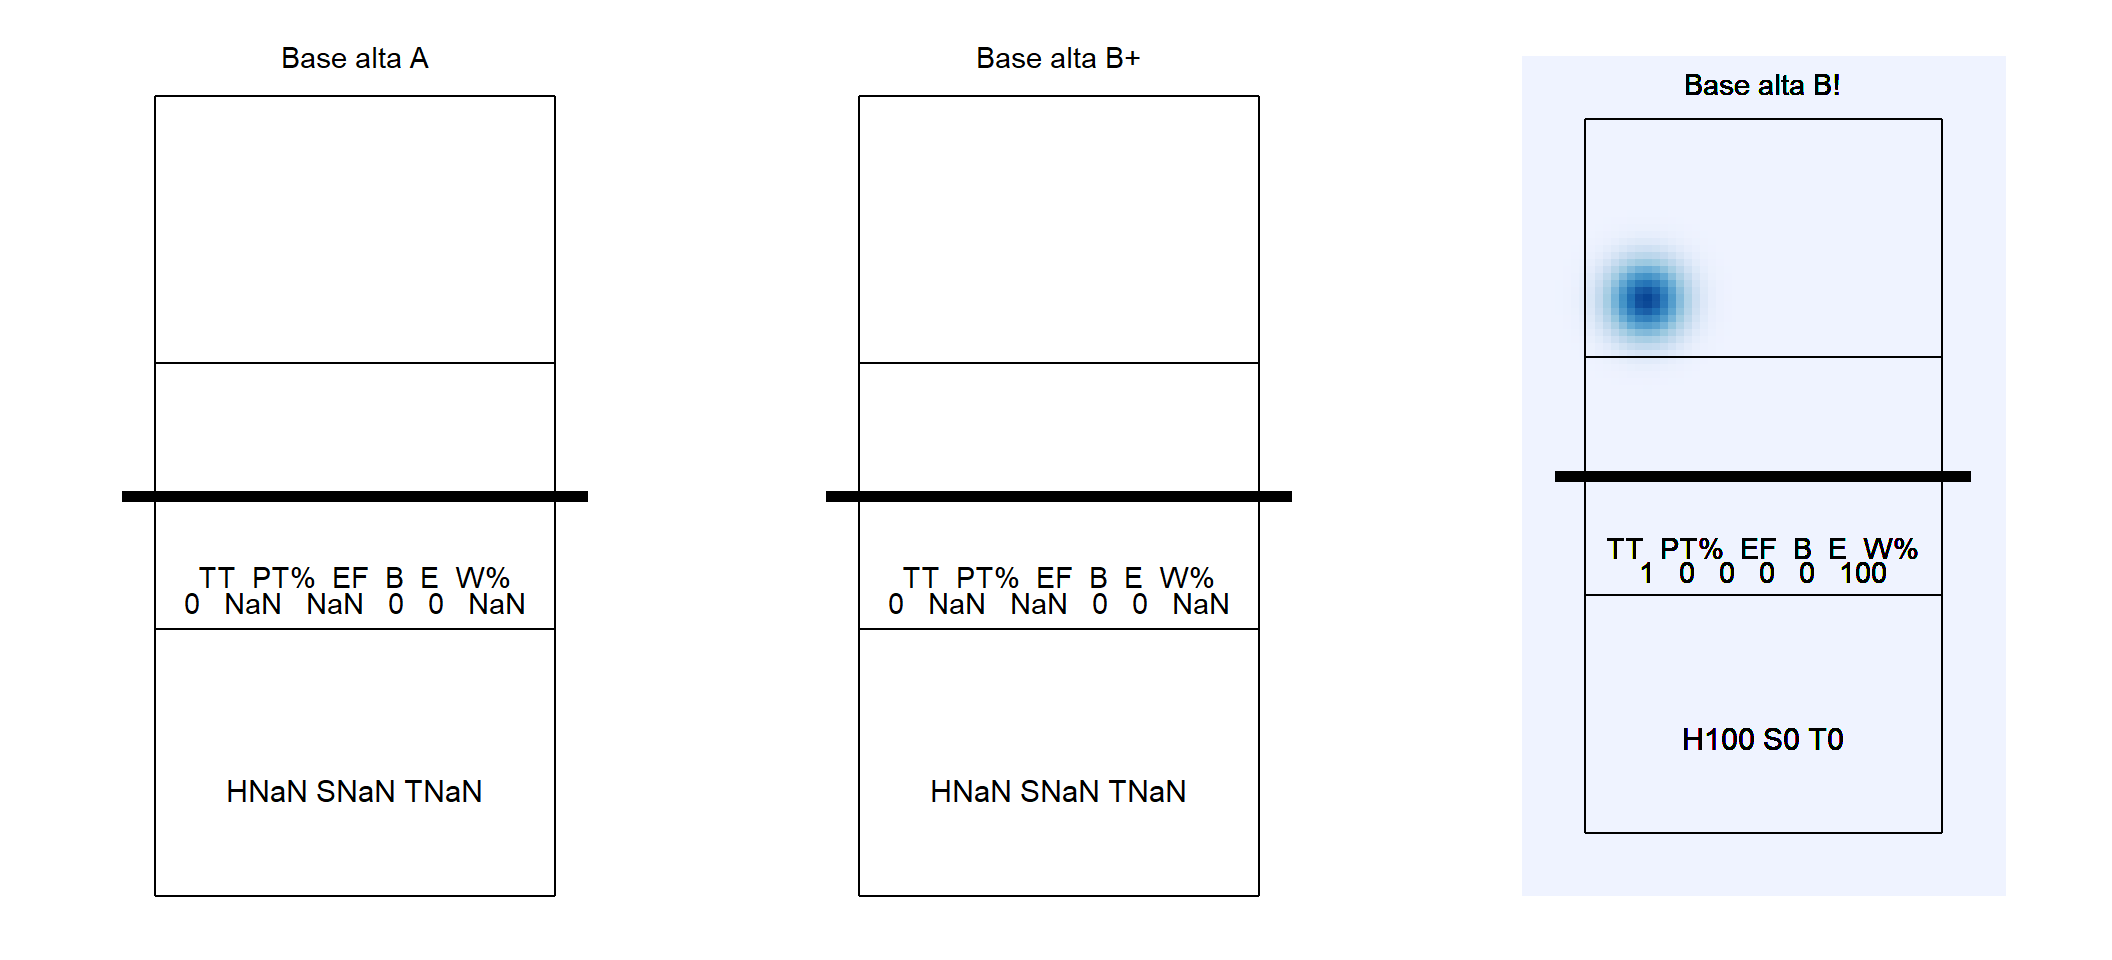 Base alta A
TT PT% EF B E W%
0 NaN NaN 0 0 NaN
HNaN SNaN TNaN
Base alta B+
TT PT% EF B E W%
0 NaN NaN 0 0 NaN
HNaN SNaN TNaN
Base alta B!
TT PT% EF B E W%
1 0 0 0 0 100
H100 S0 T0